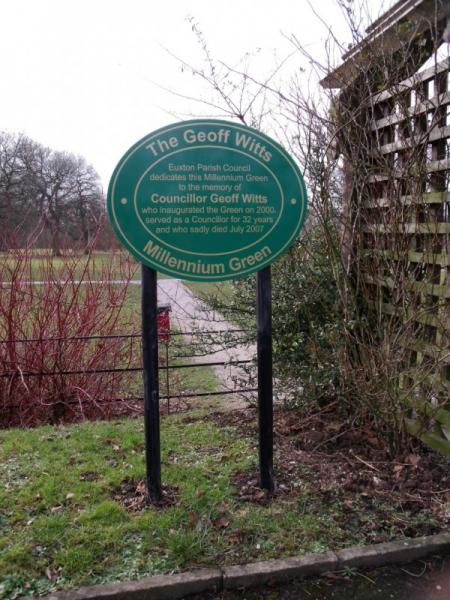 The Geoff Witts
Euxton Parish Council
dedicates this Millennium Green
to the memory of
Councillor Geoff Witts
who inaugurated the Green on 2000,
served as a Councillor for 32 years
and who sadly died July 2007
Millennium Green